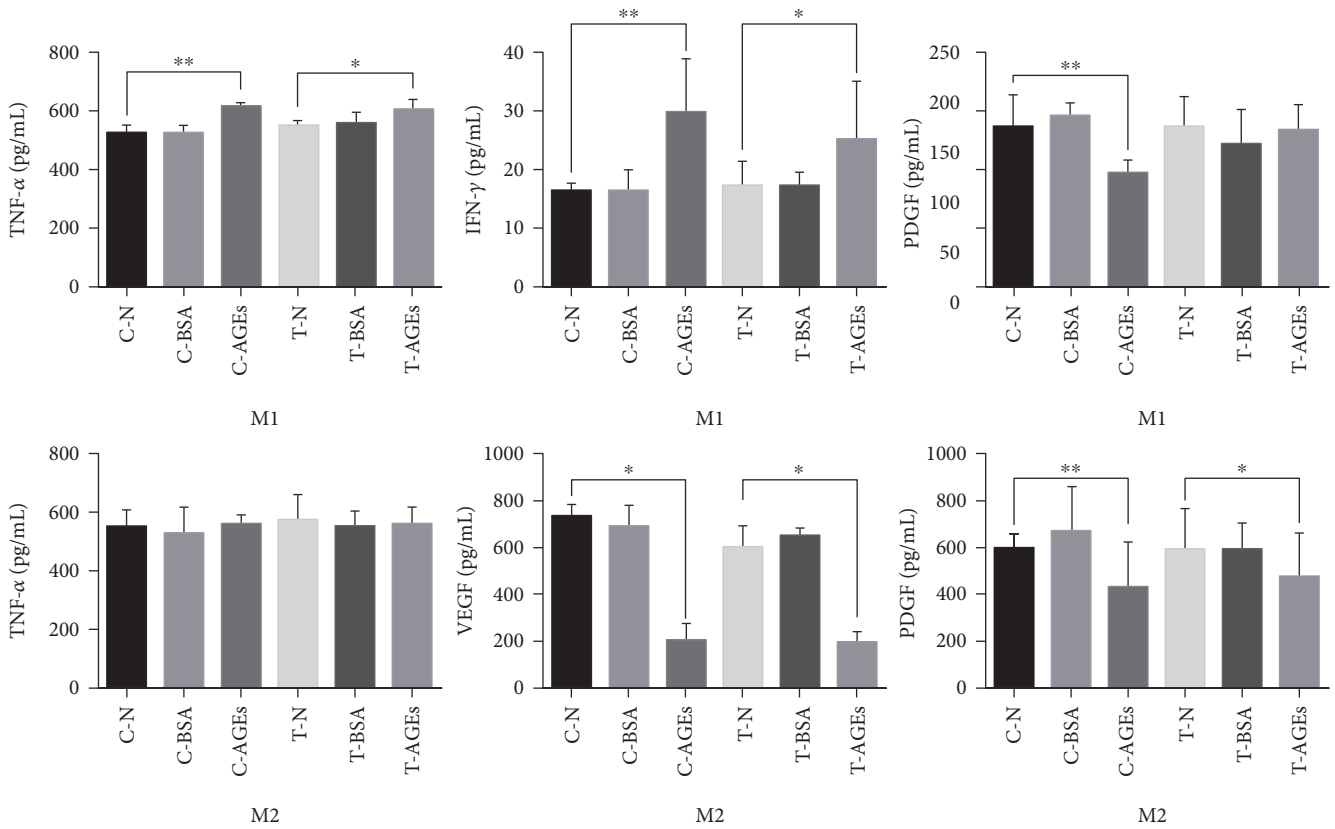 ** * ** * **
TNF-α (pg/mL)
800
600
400
200
0
C-N C-BSA C-AGEs T-N T-BSA T-AGEs
M1
IFN-γ (pg/mL)
40
30
20
10
0
C-N C-BSA C-AGEs T-N T-BSA T-AGEs
M1
PDGF (pg/mL)
250
200
150
100
50
0
C-N C-BSA C-AGEs T-N T-BSA T-AGEs
M1
TNF-α (pg/mL)
800
600
400
200
0
C-N C-BSA C-AGEs T-N T-BSA T-AGEs
M2
VEGF (pg/mL)
1000
800
600
400
200
0
* *
C-N C-BSA C-AGEs T-N T-BSA T-AGEs
M2
PDGF (pg/mL)
1000
800
600
400
200
0
** *
C-N C-BSA C-AGEs T-N T-BSA T-AGEs
M2